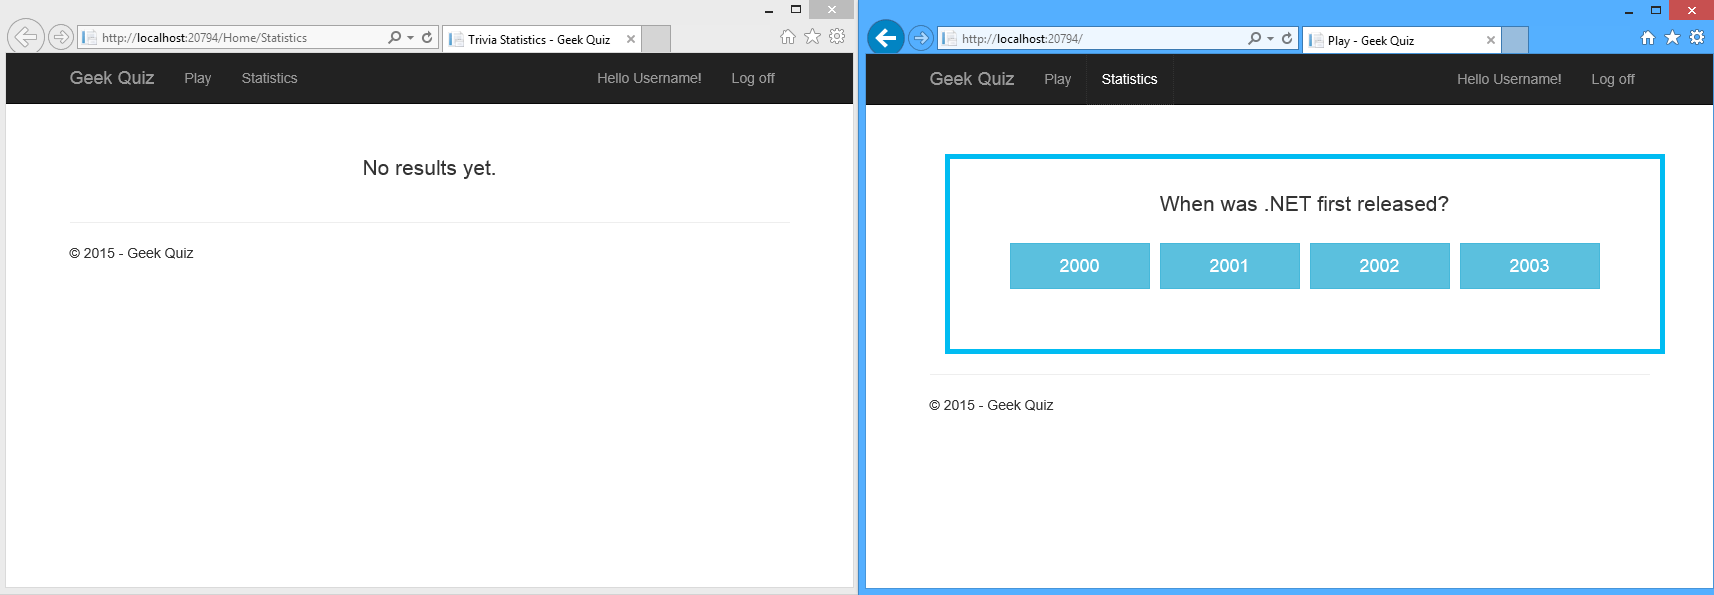 http://localhost:20794/Home/Statistics
Trivia Statistics - Geek Quiz
Geek Quiz Play Statistics Hello Username! Log off
No results yet.
© 2015 - Geek Quiz
http://localhost:20794/
Play - Geek Quiz
Geek Quiz Play Statistics Hello Username! Log off
When was .NET first released?
2000 2001 2002 2003
© 2015 - Geek Quiz